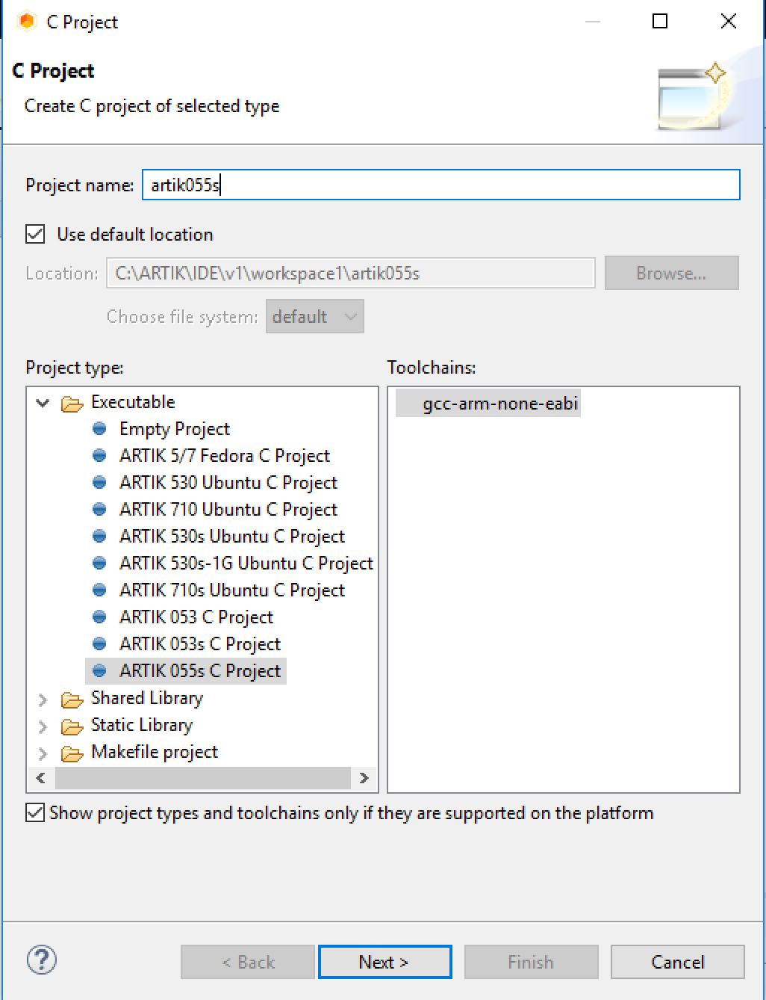 C Project
C Project
Create C project of selected type
Project name: artik055s
Use default location
Location: C:\ARTIK\IDE\v1\workspace1\artik055s Browse...
Choose file system: default
Project type: Toolchains:
Executable gcc-arm-none-eabi
Empty Project
ARTIK 5/7 Fedora C Project
ARTIK 530 Ubuntu C Project
ARTIK 710 Ubuntu C Project
ARTIK 530s Ubuntu C Project
ARTIK 530s-1G Ubuntu C Project
ARTIK 710s Ubuntu C Project
ARTIK 053 C Project
ARTIK 053s C Project
ARTIK 055s C Project
Shared Library
Static Library
Makefile project
Show project types and toolchains only if they are supported on the platform
? < Back Next > Finish Cancel